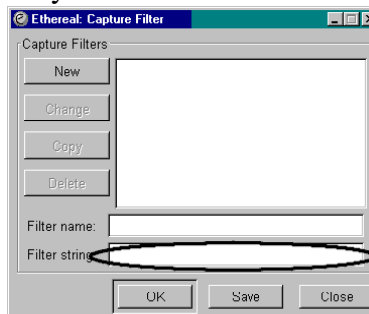 Ethereal: Capture Filter
Capture Filters
New
Change
Copy
Delete
Filter name:
Filter string:
OK
Save
Close